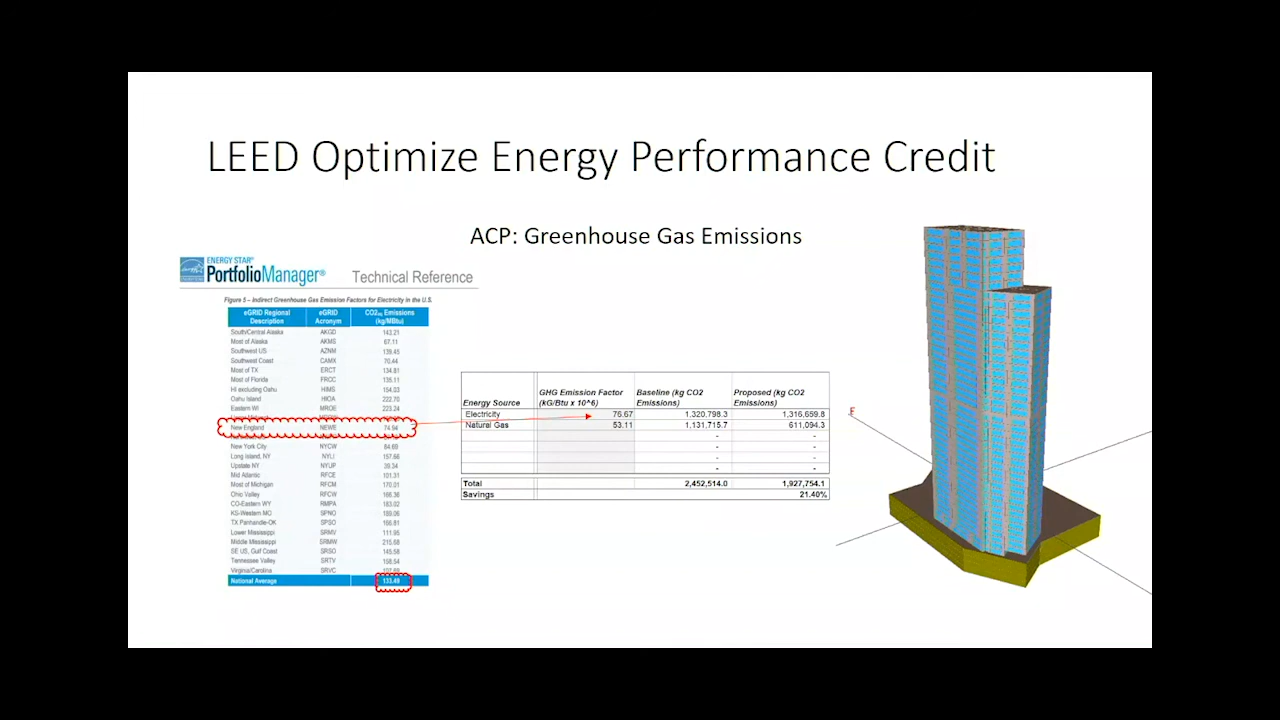 LEED Optimize Energy Performance Credit
ACP: Greenhouse Gas Emissions
ENERGY STAR®
PortfolioManager®
Technical Reference
Figure 5 – Indirect Greenhouse Gas Emission Factors for Electricity in the U.S.
eGRID Regional Description eGRID Acronym CO2eq Emissions (kg/MBtu)
South/Central Alaska AKGD 142.21
Most of Alaska AKMS 67.11
Southwest US AZNM 139.45
Southwest Coast CAMX 70.44
Most of TX ERCT 134.81
Most of Florida FRCC 135.11
HI excluding Oahu HIMS 154.03
Oahu Island HIOA 222.70
Eastern WI MROE 223.24
New England NEWE 74.94
New York City NYCW 84.69
Long Island, NY NYLI 157.66
Upstate NY NYUP 39.34
Mid Atlantic RFCE 101.31
Most of Michigan RFCM 170.01
Ohio Valley RFCW 166.36
CO-Eastern WY RMPA 183.02
KS-Western MO SPNO 189.06
TX Panhandle-OK SPSO 166.81
Lower Mississippi SRMV 111.95
Middle Mississippi SRMW 215.68
SE US, Gulf Coast SRSO 145.58
Tennessee Valley SRTV 158.54
Virginia/Carolina SRVC
National Average 133.49
Energy Source GHG Emission Factor (kG/Btu x 10^6) Baseline (kg CO2 Emissions) Proposed (kg CO2 Emissions)
Electricity 76.67 1,320,798.3 1,316,659.8
Natural Gas 53.11 1,131,715.7 611,094.3
- -
- -
- -
- -
Total 2,452,514.0 1,927,754.1
Savings 21.40%